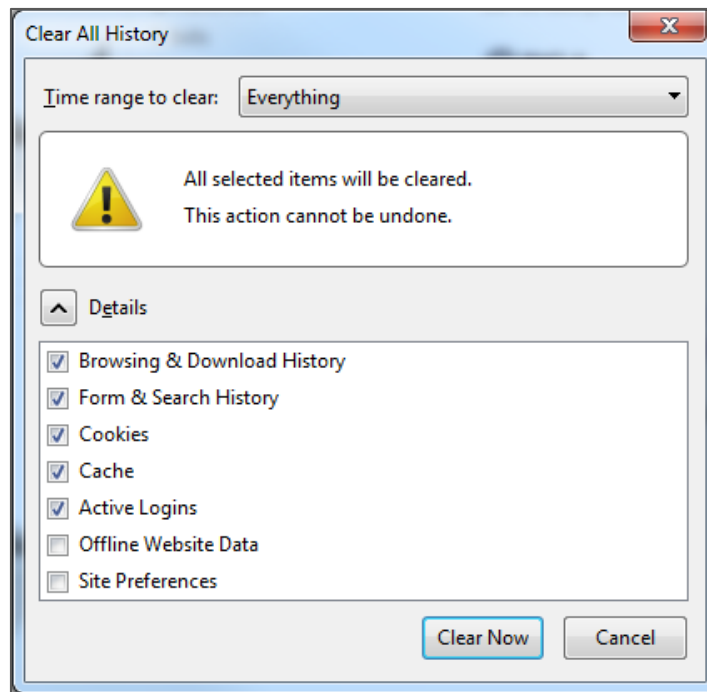 Clear All History
Time range to clear: Everything
All selected items will be cleared.
This action cannot be undone.
Details
Browsing & Download History
Form & Search History
Cookies
Cache
Active Logins
Offline Website Data
Site Preferences
Clear Now Cancel